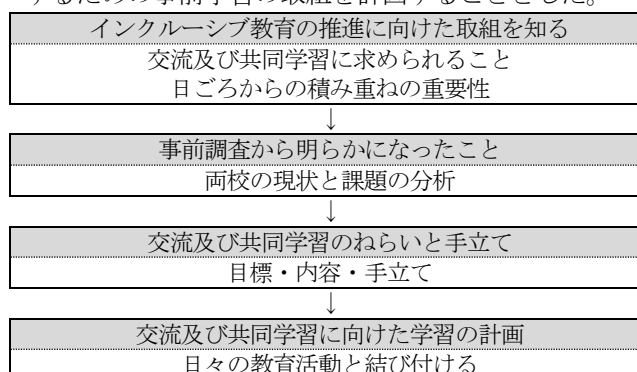 するための事前学習の取組を計画することとした。
インクルーシブ教育の推進に向けた取組を知る
交流及び共同学習に求められること
日ごろからの積み重ねの重要性
↓
事前調査から明らかになったこと
両校の現状と課題の分析
↓
交流及び共同学習のねらいと手立て
目標・内容・手立て
↓
交流及び共同学習に向けた学習の計画
日々の教育活動と結び付ける